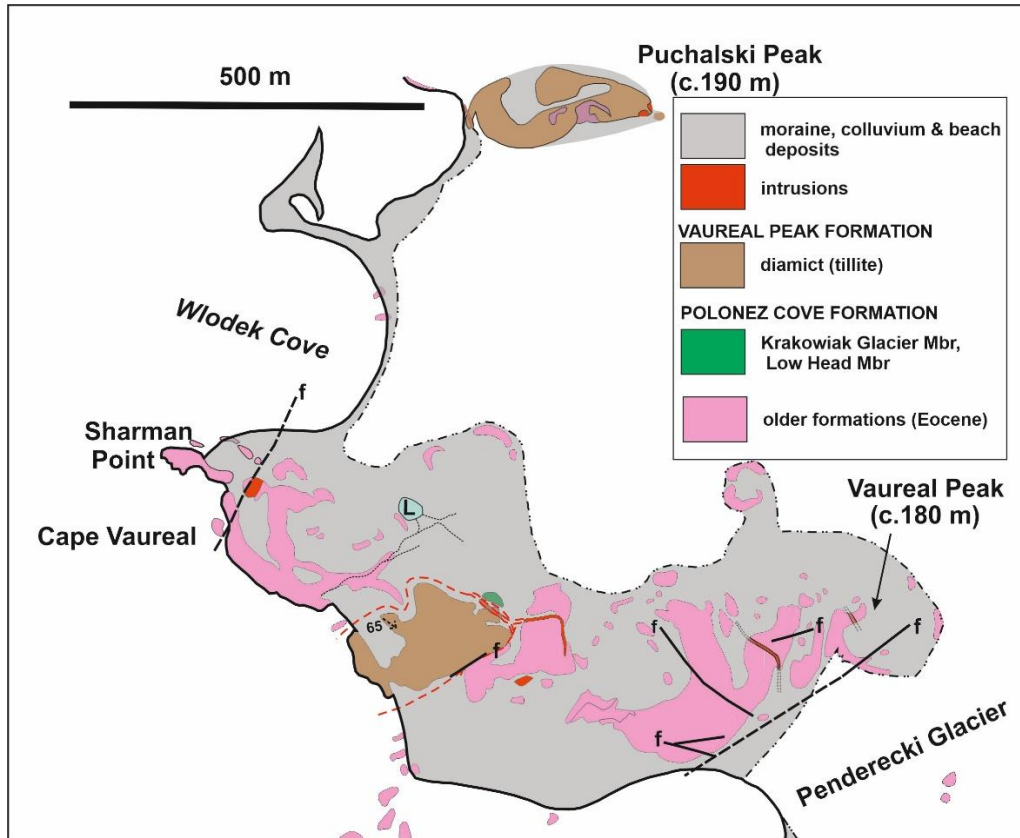 500 m
Puchalski Peak
(c.190 m)
moraine, colluvium & beach
deposits
intrusions
VAUREAL PEAK FORMATION
diamict (tillite)
POLONEZ COVE FORMATION
Krakowiak Glacier Mbr,
Low Head Mbr
older formations (Eocene)
Wlodek Cove
f
Sharman
Point
Cape Vaureal
L
Vaureal Peak
(c.180 m)
65
f
f
f
f
f
Penderecki Glacier